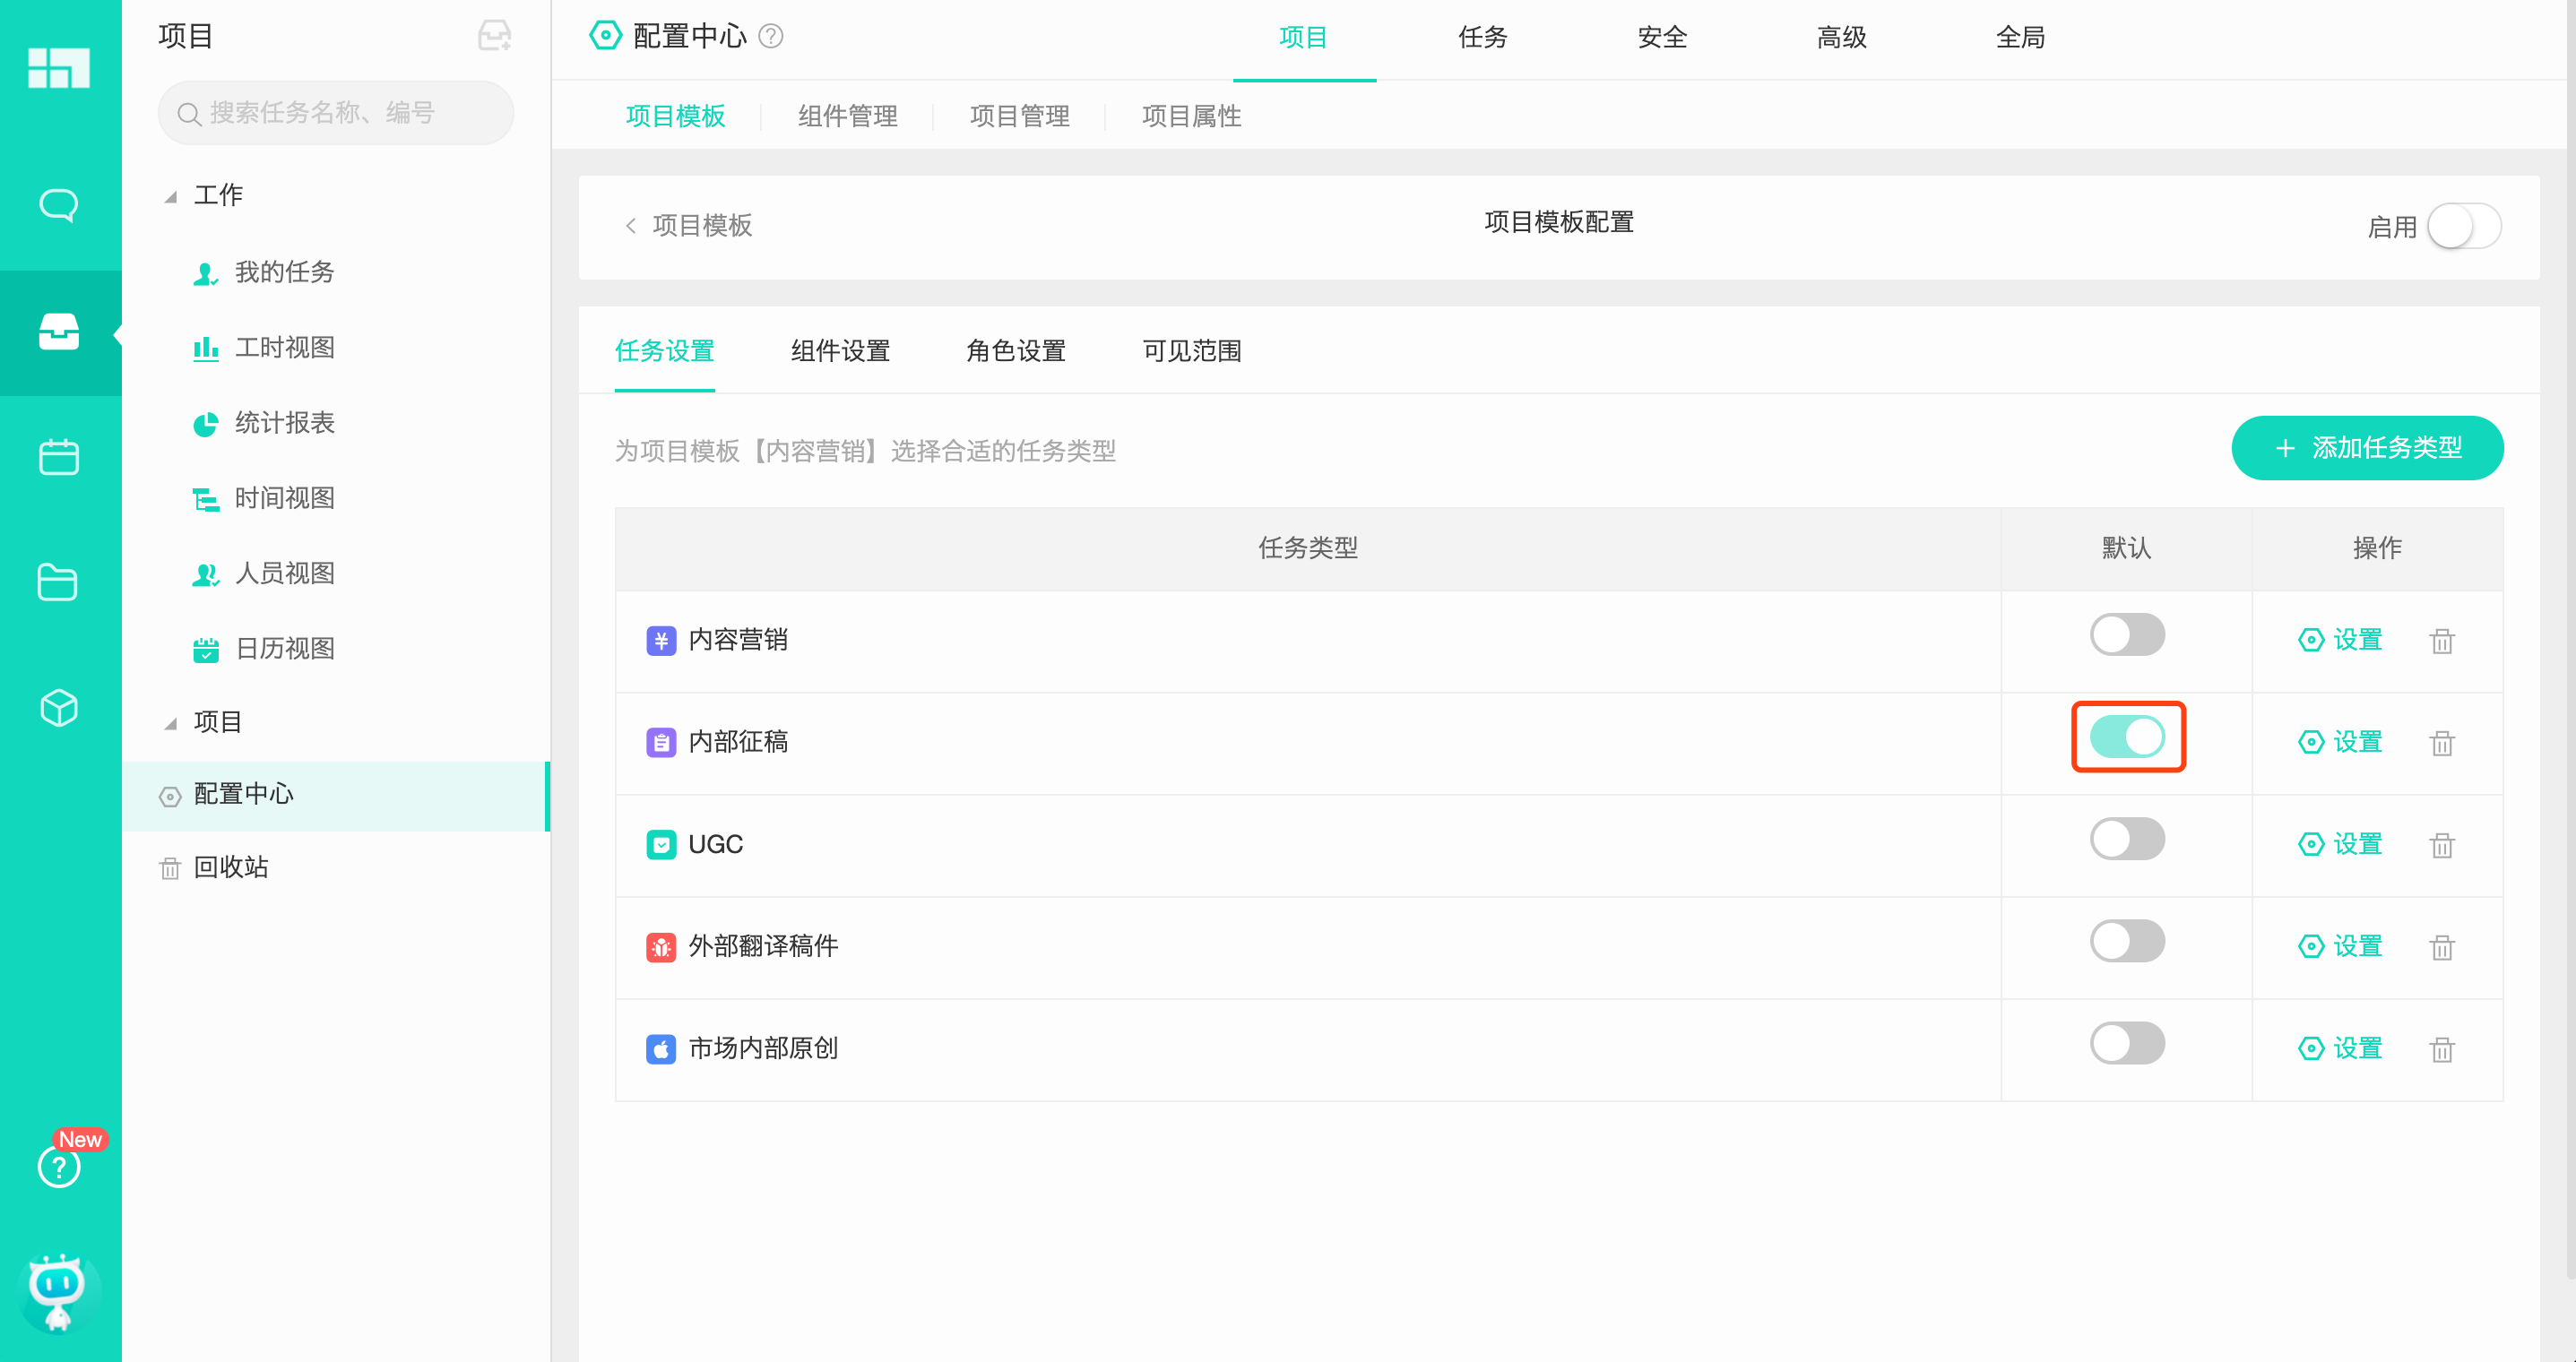 项目
搜索任务名称、编号
工作
我的任务
工时视图
统计报表
时间视图
人员视图
日历视图
项目
配置中心
回收站
New
?
配置中心 ?
项目 任务 安全 高级 全局
项目模板 组件管理 项目管理 项目属性
< 项目模板
项目模板配置
启用
任务设置 组件设置 角色设置 可见范围
为项目模板【内容营销】选择合适的任务类型
+ 添加任务类型
任务类型 默认 操作
¥ 内容营销 设置
内部征稿 设置
UGC 设置
外部翻译稿件 设置
市场内部原创 设置